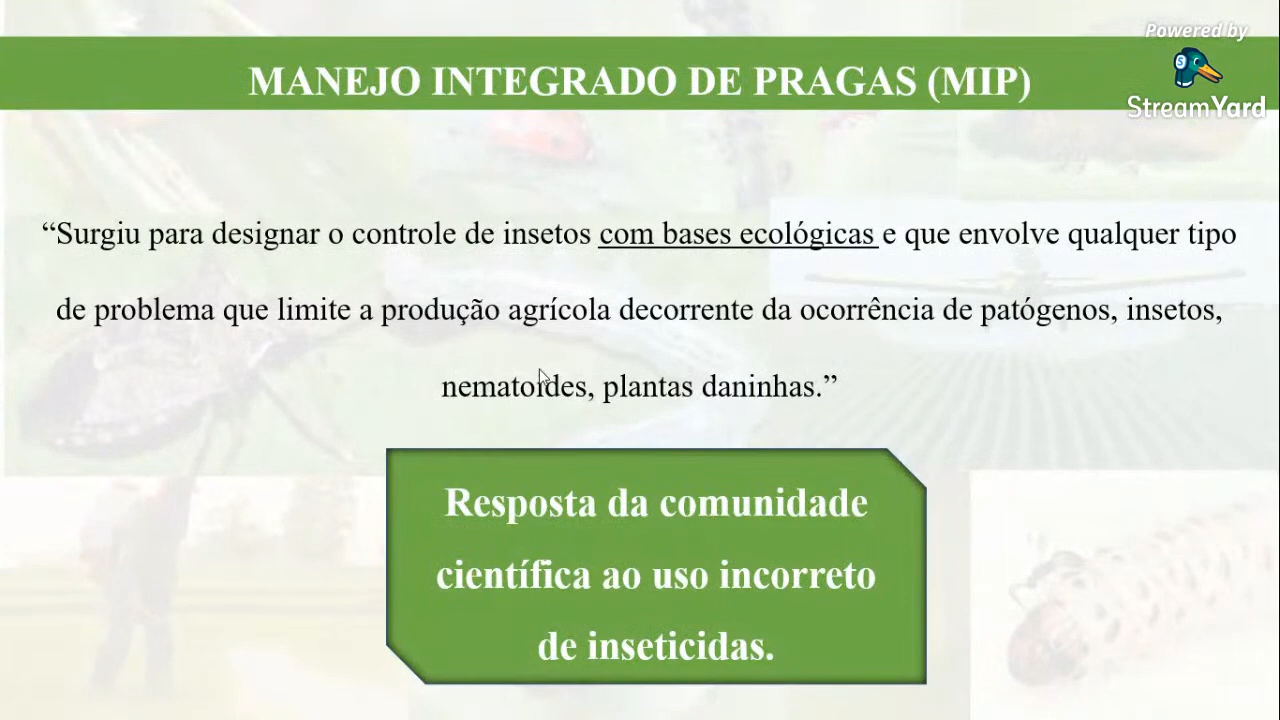 Powered by
StreamYard
MANEJO INTEGRADO DE PRAGAS (MIP)
“Surgiu para designar o controle de insetos com bases ecológicas e que envolve qualquer tipo
de problema que limite a produção agrícola decorrente da ocorrência de patógenos, insetos,
nematoides, plantas daninhas.”
Resposta da comunidade
científica ao uso incorreto
de inseticidas.